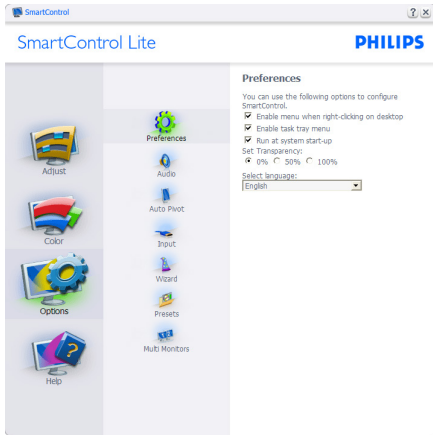 SmartControl
SmartControl Lite
PHILIPS
Adjust
Color
Options
Help
Preferences
Audio
Auto Pivot
Input
Wizard
Presets
Multi Monitors
Preferences
You can use the following options to configure
SmartControl.
Enable menu when right-clicking on desktop
Enable task tray menu
Run at system start-up
Set Transparency:
0% 50% 100%
Select language:
English